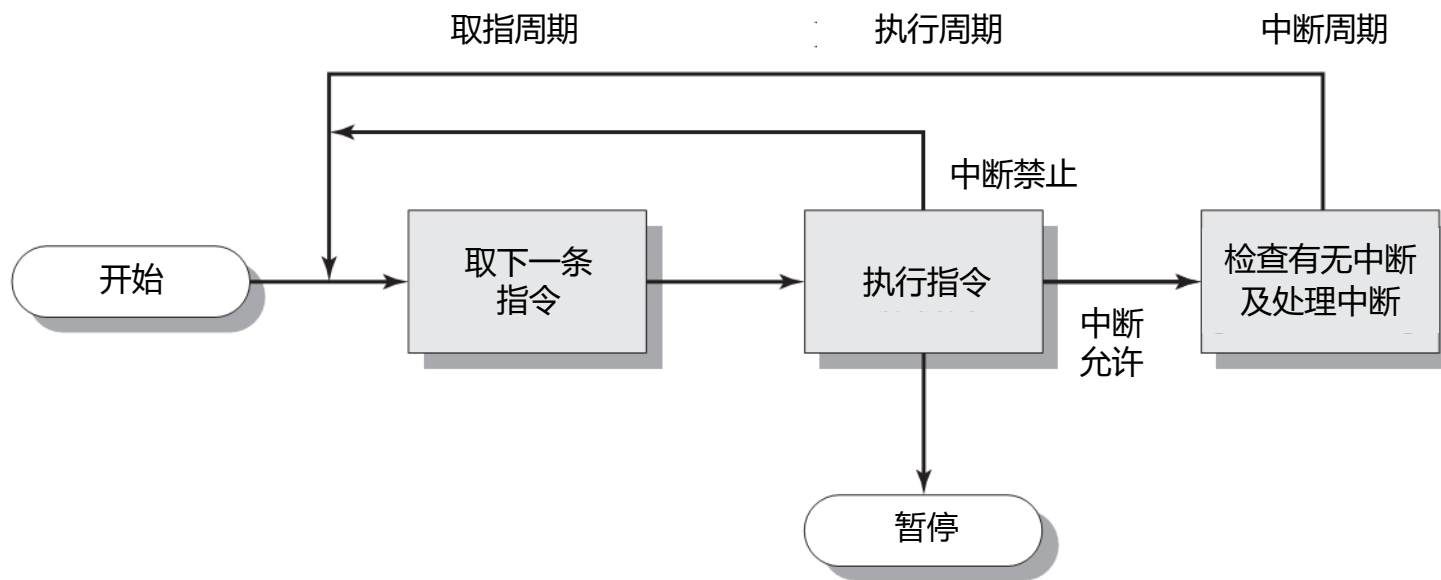 取指周期
执行周期
中断周期
中断禁止
开始
取下一条
指令
执行指令
检查有无中断
及处理中断
中断
允许
暂停